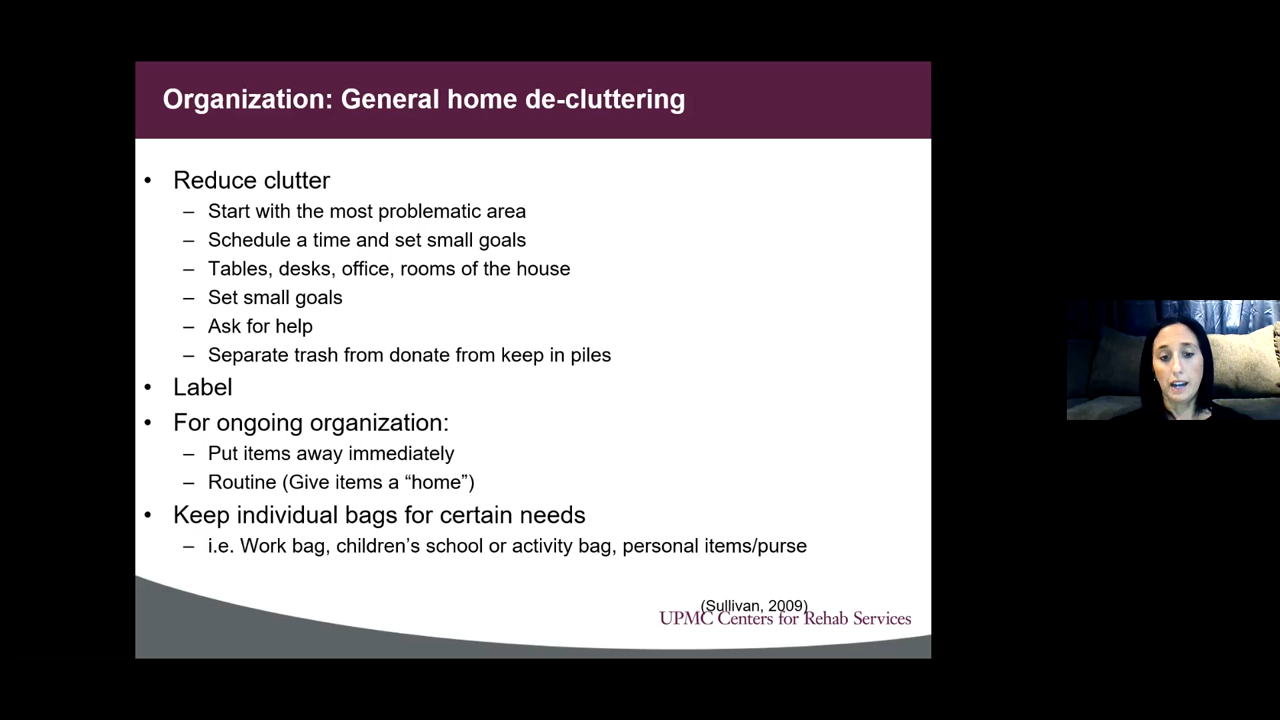 Organization: General home de-cluttering
• Reduce clutter
– Start with the most problematic area
– Schedule a time and set small goals
– Tables, desks, office, rooms of the house
– Set small goals
– Ask for help
– Separate trash from donate from keep in piles
• Label
• For ongoing organization:
– Put items away immediately
– Routine (Give items a “home”)
• Keep individual bags for certain needs
– i.e. Work bag, children’s school or activity bag, personal items/purse
(Sullivan, 2009)
UPMC Centers for Rehab Services